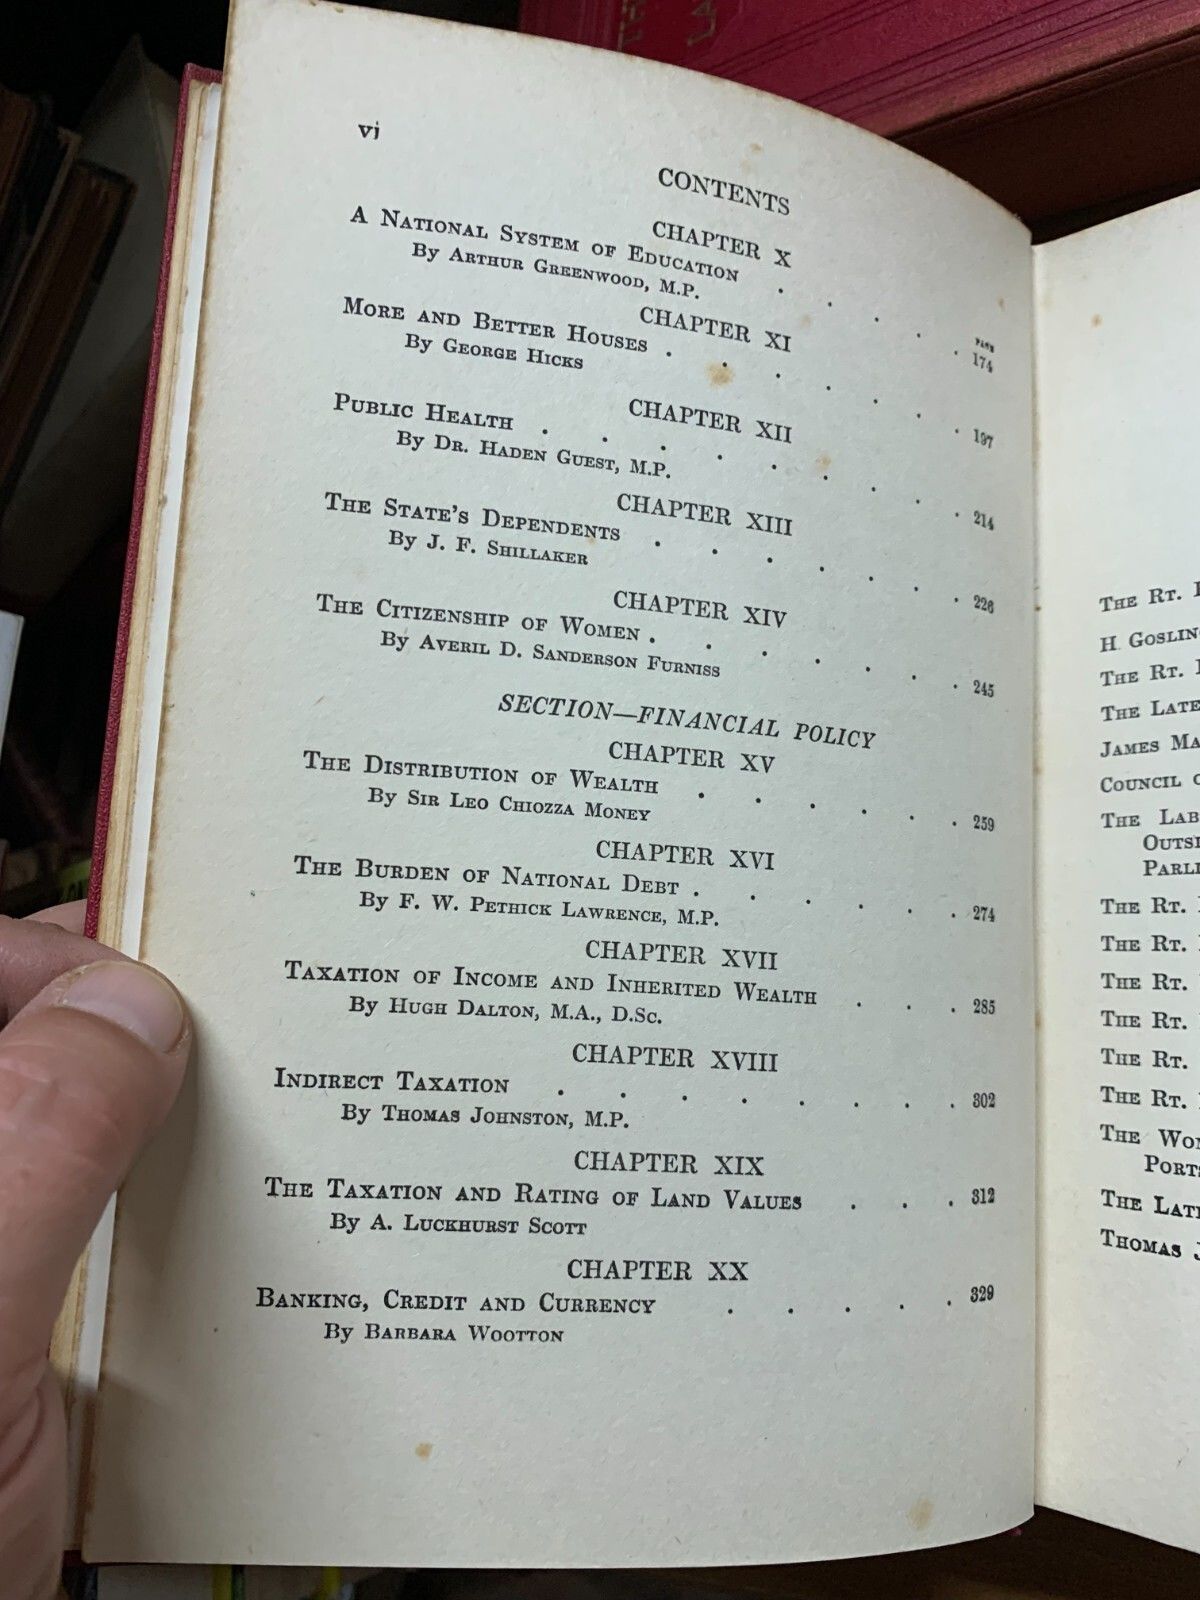 vi
CONTENTS
CHAPTER X
PAGE
A NATIONAL SYSTEM OF EDUCATION . . . . . 174
By ARTHUR GREENWOOD, M.P.
CHAPTER XI
MORE AND BETTER HOUSES . . . . . . . 197
By GEORGE HICKS
CHAPTER XII
PUBLIC HEALTH . . . . . . . . . 214
By DR. HADEN GUEST, M.P.
CHAPTER XIII
THE STATE'S DEPENDENTS . . . . . . . 226
By J. F. SHILLAKER
CHAPTER XIV
THE CITIZENSHIP OF WOMEN . . . . . . . 245
By AVERIL D. SANDERSON FURNISS
SECTION—FINANCIAL POLICY
CHAPTER XV
THE DISTRIBUTION OF WEALTH . . . . . . 259
By SIR LEO CHIOZZA MONEY
CHAPTER XVI
THE BURDEN OF NATIONAL DEBT . . . . . . 274
By F. W. PETHICK LAWRENCE, M.P.
CHAPTER XVII
TAXATION OF INCOME AND INHERITED WEALTH . . . 285
By HUGH DALTON, M.A., D.Sc.
CHAPTER XVIII
INDIRECT TAXATION . . . . . . . . 302
By THOMAS JOHNSTON, M.P.
CHAPTER XIX
THE TAXATION AND RATING OF LAND VALUES . . . 312
By A. LUCKHURST SCOTT
CHAPTER XX
BANKING, CREDIT AND CURRENCY . . . . . 329
By BARBARA WOOTTON
THE RT.
H. GOSLIN
THE RT.
THE LATE
JAMES MA
COUNCIL
THE LAB
OUTSI
PARLI
THE RT.
THE RT.
THE RT.
THE RT.
THE RT.
THE RT.
THE WO
PORTS
THE LAT
THOMAS